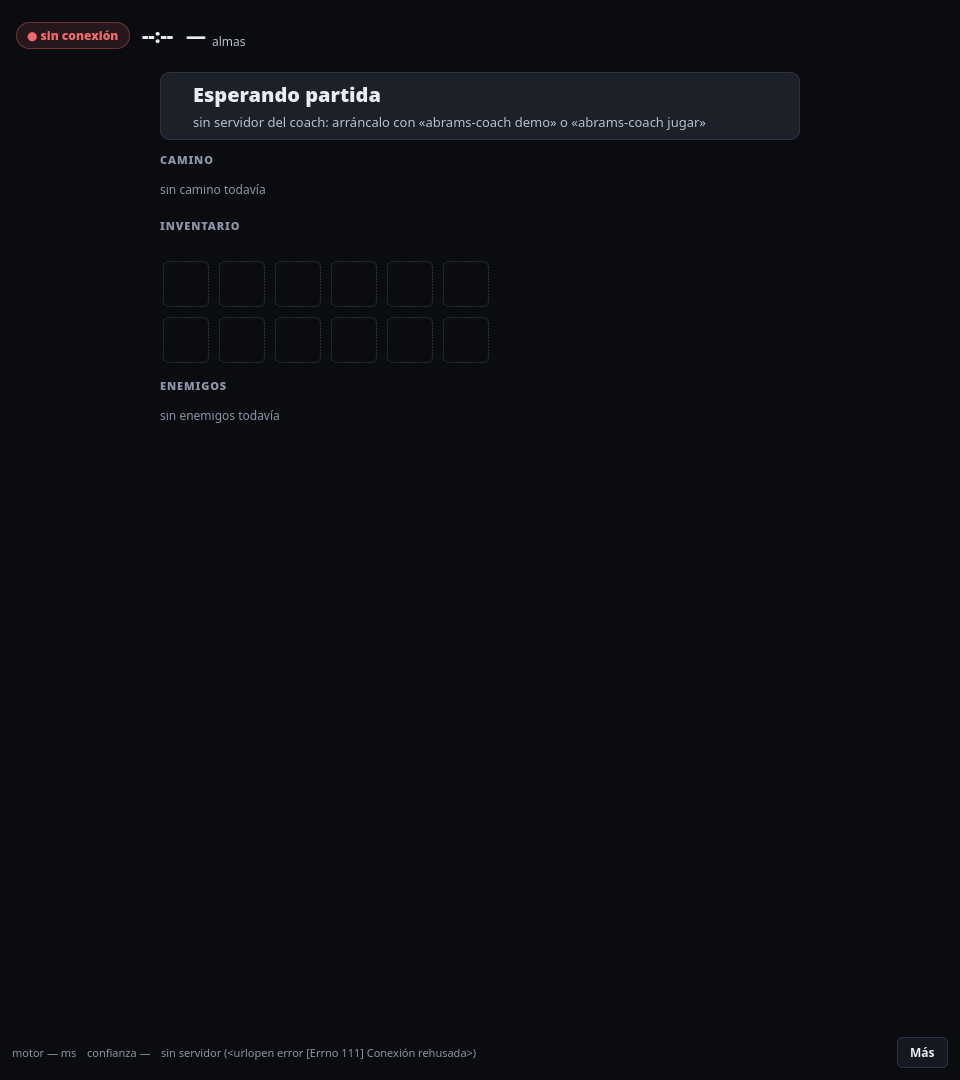 ● sin conexión --:-- — almas
Esperando partida
sin servidor del coach: arráncalo con «abrams-coach demo» o «abrams-coach jugar»
CAMINO
sin camino todavía
INVENTARIO
ENEMIGOS
sin enemigos todavía
motor — ms confianza — sin servidor (<urlopen error [Errno 111] Conexión rehusada>)
Más